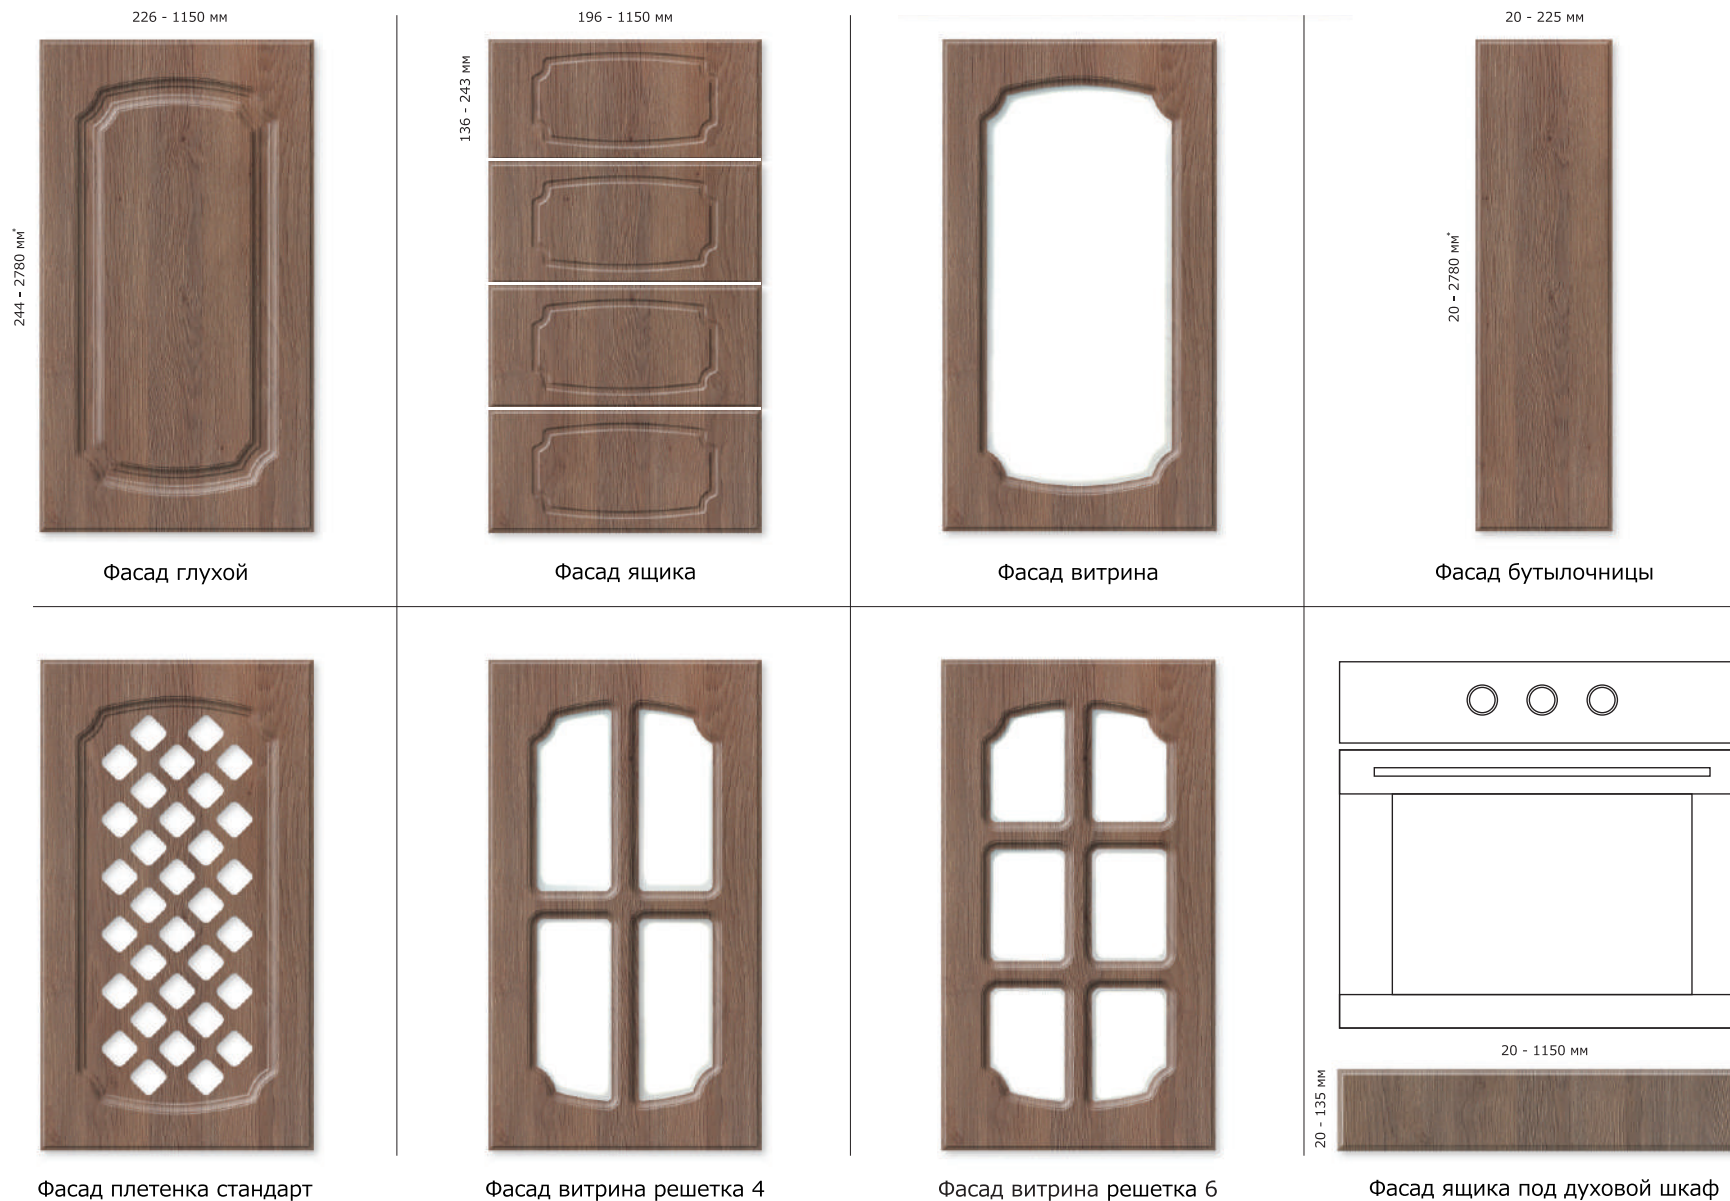 226 - 1150 мм
196 - 1150 мм
20 - 225 мм
244 - 2780 мм*
136 - 243 мм
20 - 2780 мм*
Фасад глухой
Фасад ящика
Фасад витрина
Фасад бутылочницы
20 - 1150 мм
20 - 135 мм
Фасад плетенка стандарт
Фасад витрина решетка 4
Фасад витрина решетка 6
Фасад ящика под духовой шкаф